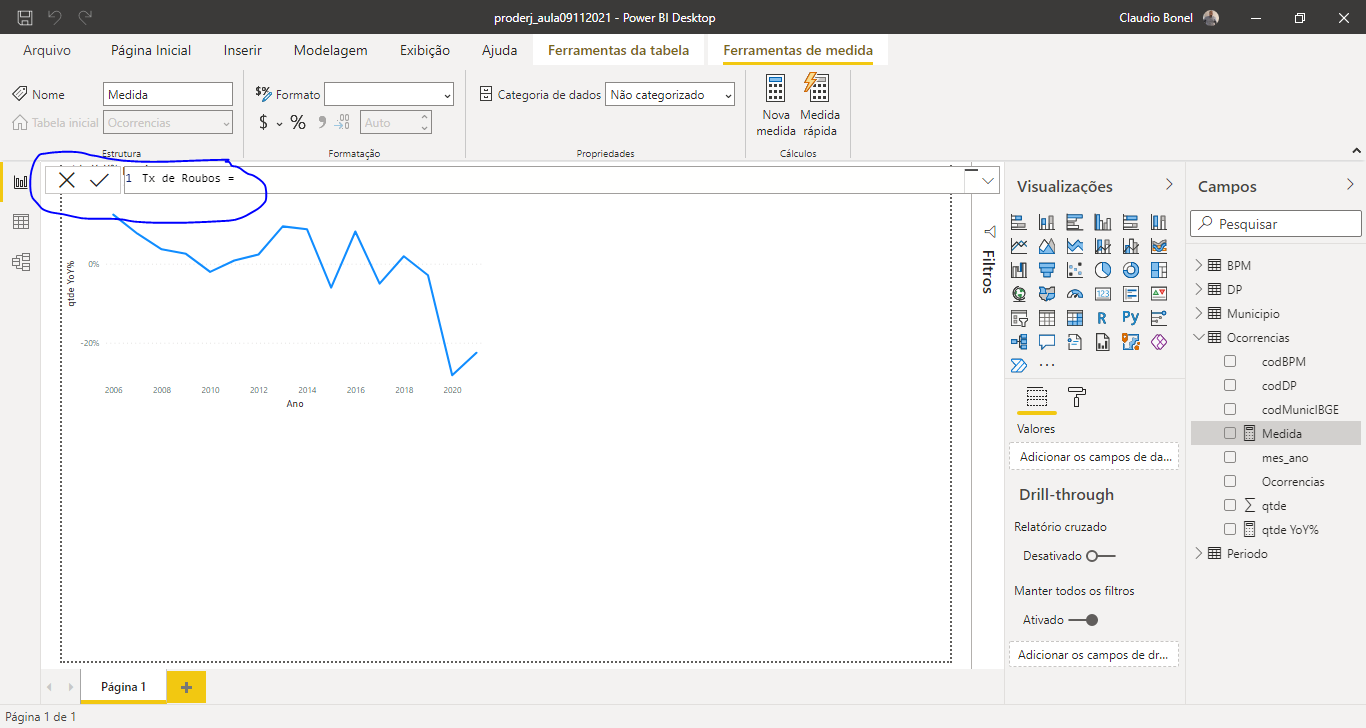 proderj_aula09112021 - Power BI Desktop
Claudio Bonel
Arquivo Página Inicial Inserir Modelagem Exibição Ajuda Ferramentas da tabela Ferramentas de medida
Nome Medida
Tabela inicial Ocorrencias
Estrutura
Formato
$ % Auto
Formatação
Categoria de dados Não categorizado
Propriedades
Nova medida
Medida rápida
Cálculos
1 Tx de Roubos =
qtde YoY%
0%
-20%
2006 2008 2010 2012 2014 2016 2018 2020
Ano
Filtros
Visualizações
123
R Py
Valores
Adicionar os campos de da...
Drill-through
Relatório cruzado
Desativado
Manter todos os filtros
Ativado
Adicionar os campos de dr...
Campos
Pesquisar
BPM
DP
Municipio
Ocorrencias
codBPM
codDP
codMunicIBGE
Medida
mes_ano
Ocorrencias
qtde
qtde YoY%
Periodo
Página 1
Página 1 de 1